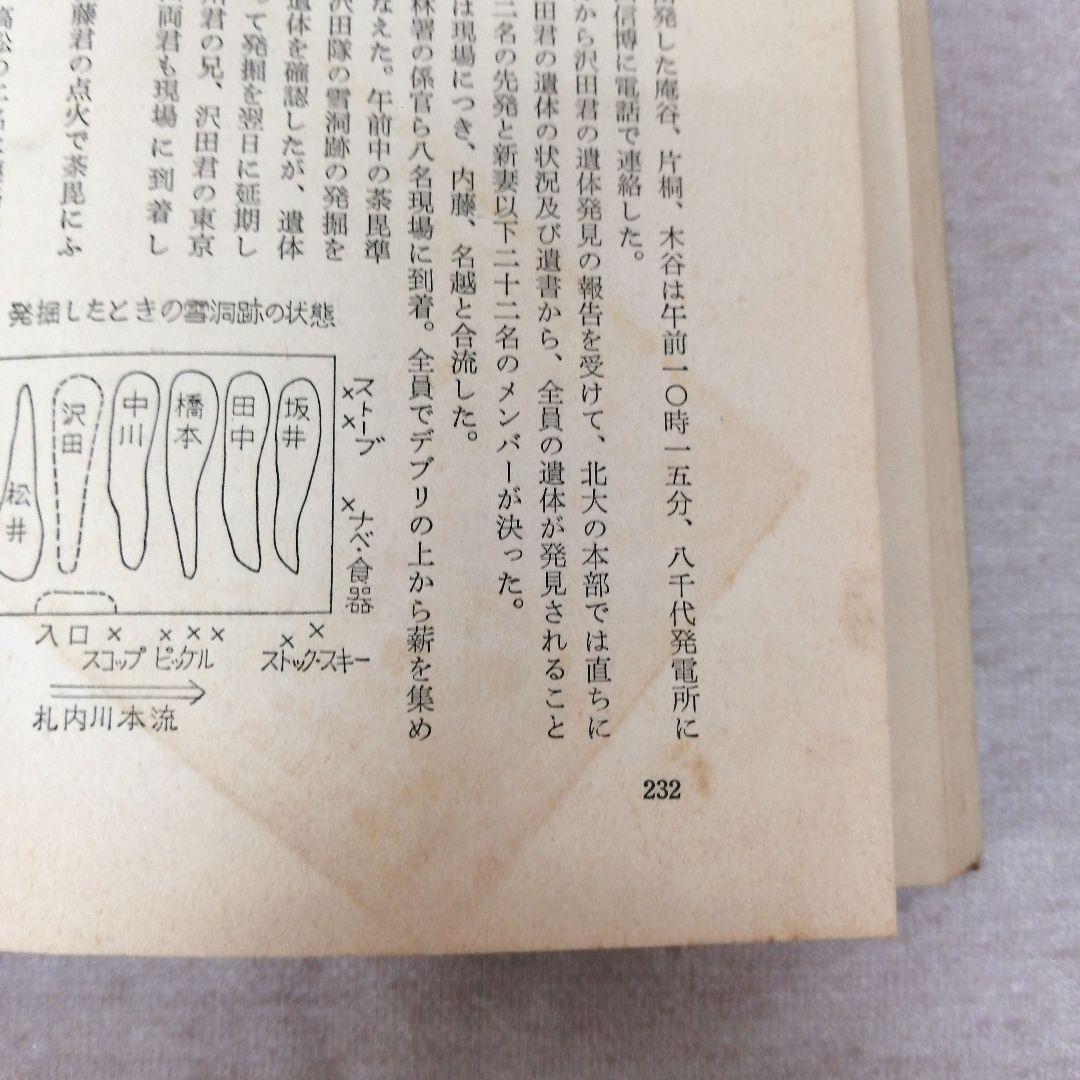 発した庵谷、片桐、木谷は午前一〇時一五分、八千代発電所に
信博に電話で連絡した。
から沢田君の遺体発見の報告を受けて、北大の本部では直ちに
田君の遺体の状況及び遺書から、全員の遺体が発見されること
二名の先発と新妻以下二十二名のメンバーが決った。
は現場につき、内藤、名越と合流した。
林署の係官ら八名現場に到着。全員でデブリの上から薪を集め
なえた。午前中の荼毘準
沢田隊の雪洞跡の発掘を
遺体を確認したが、遺体
って発掘を翌日に延期し
君の兄、沢田君の東京
両君も現場に到着し
藤君の点火で荼毘にふ
発掘したときの雪洞跡の状態
ストーブ
ナベ・食器
坂井
田中
橋本
中川
沢田
松井
入口
スコップ ピッケル
ストック・スキー
札内川本流
232